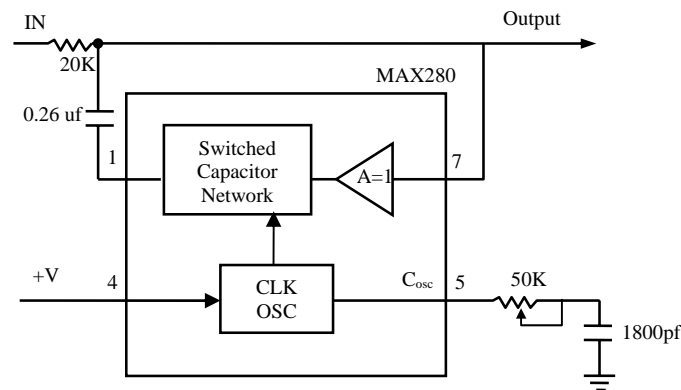 IN
Output
20K
MAX280
0.26 uf
1
Switched
Capacitor
Network
A=1
7
+V
4
CLK
OSC
Cosc
5
50K
1800pf